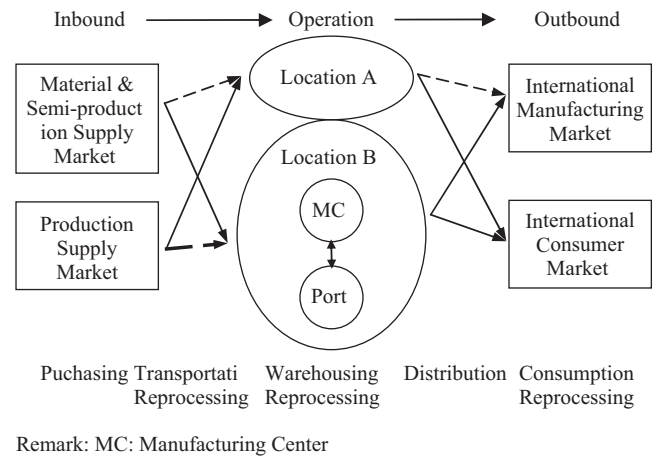 Inbound Operation Outbound
Material &
Semi-product
ion Supply
Market
Location A
International
Manufacturing
Market
Location B
MC
Production
Supply
Market
International
Consumer
Market
Port
Puchasing Transportati Warehousing Distribution Consumption
Reprocessing Reprocessing Reprocessing
Remark: MC: Manufacturing Center